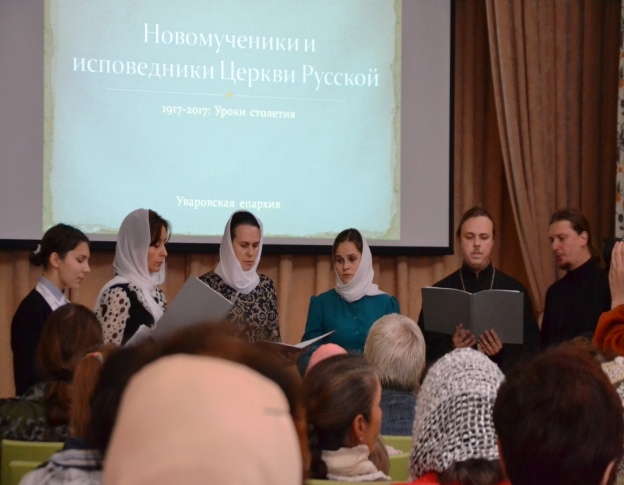 Новомученики и
исповедники Церкви Русской
1917-2017: Уроки столетия
Уваровская епархия